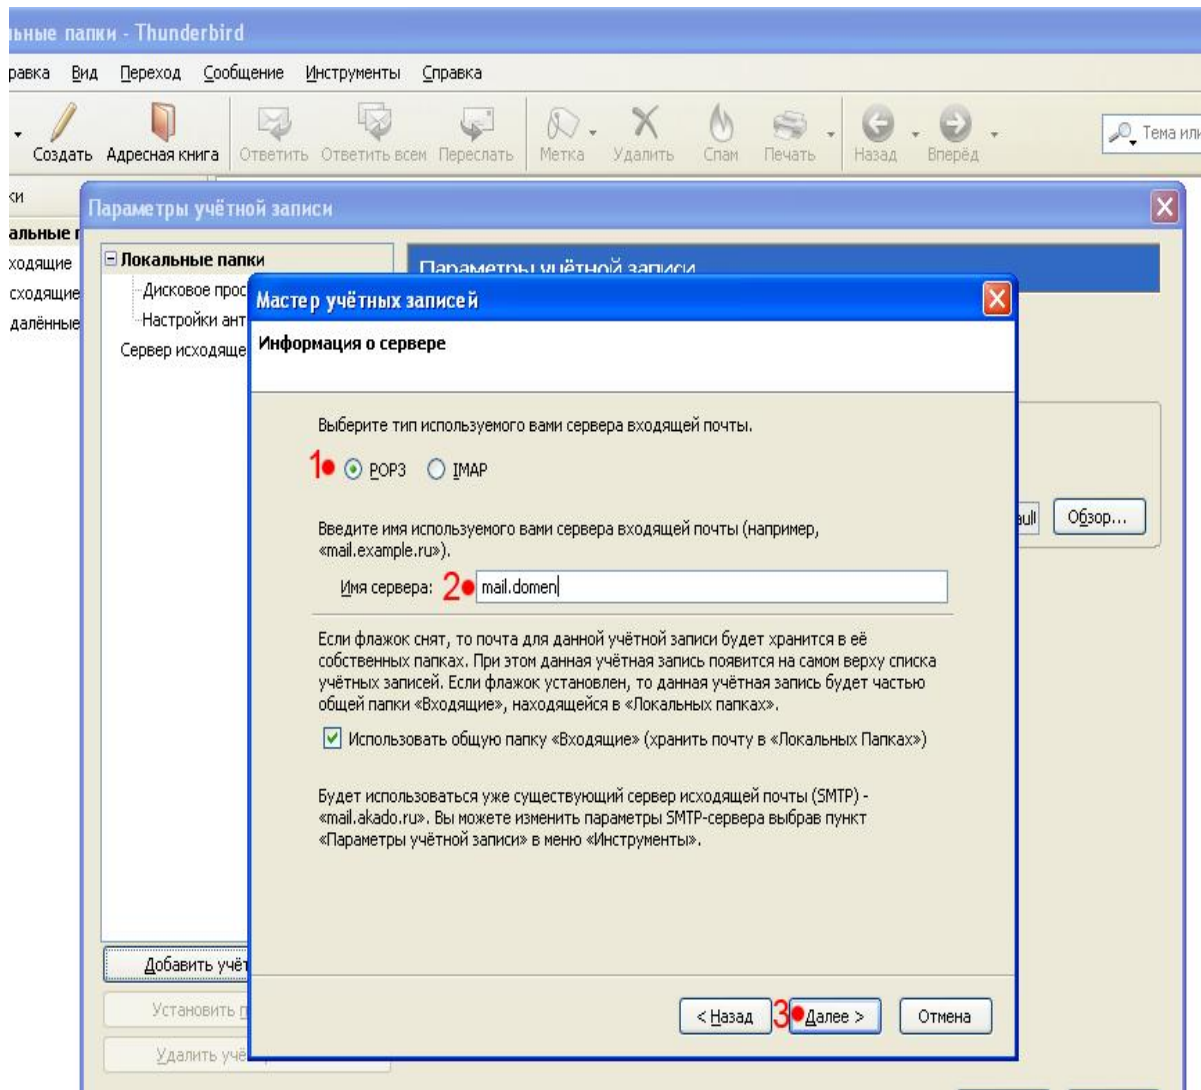 ьные папки - Thunderbird
равка Вид Переход Сообщение Инструменты Справка
Создать Адресная книга Ответить Ответить всем Переслать Метка Удалить Спам Печать Назад Вперёд
Тема или
ки
альные п
ходящие
сходящие
далённые
Параметры учётной записи
Локальные папки
Дисковое прос
Настройки ант
Сервер исходяще
Параметры учётной записи
Мастер учётных записей
Информация о сервере
Выберите тип используемого вами сервера входящей почты.
1 POP3 IMAP
Введите имя используемого вами сервера входящей почты (например,
«mail.example.ru»).
Имя сервера: 2 mail.domen
Если флажок снят, то почта для данной учётной записи будет хранится в её
собственных папках. При этом данная учётная запись появится на самом верху списка
учётных записей. Если флажок установлен, то данная учётная запись будет частью
общей папки «Входящие», находящейся в «Локальных папках».
Использовать общую папку «Входящие» (хранить почту в «Локальных Папках»)
Будет использоваться уже существующий сервер исходящей почты (SMTP) -
«mail.akado.ru». Вы можете изменить параметры SMTP-сервера выбрав пункт
«Параметры учётной записи» в меню «Инструменты».
ault Обзор...
Добавить учёт
Установить п
Удалить учё
< Назад 3 Далее > Отмена